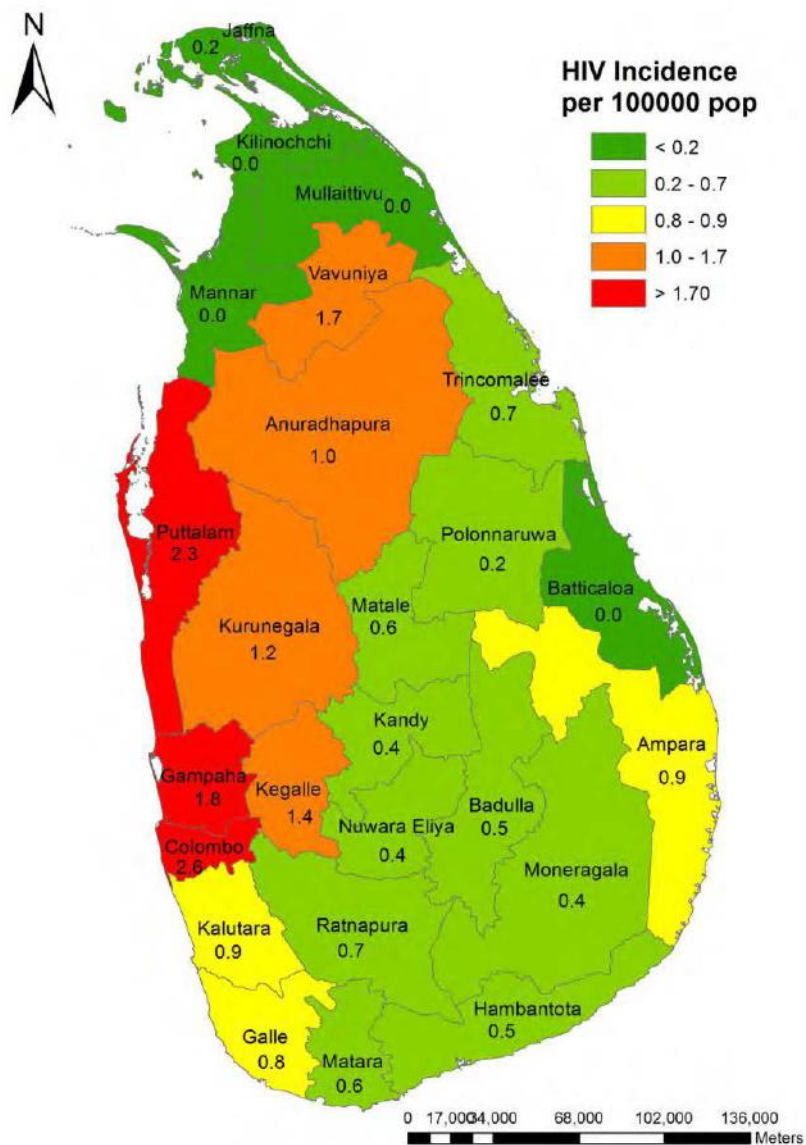 N
Jaffna
0.2
HIV Incidence
per 100000 pop
< 0.2
0.2 - 0.7
0.8 - 0.9
1.0 - 1.7
> 1.70
Kilinochchi
0.0
Mullaittivu
0.0
Vavuniya
1.7
Mannar
0.0
Trincomalee
0.7
Anuradhapura
1.0
Puttalam
2.3
Polonnaruwa
0.2
Batticaloa
0.0
Matale
0.6
Kurunegala
1.2
Kandy
0.4
Ampara
0.9
Gampaha
1.8
Kegalle
1.4
Badulla
0.5
Nuwara Eliya
0.4
Colombo
2.6
Moneragala
0.4
Kalutara
0.9
Ratnapura
0.7
Hambantota
0.5
Galle
0.8
Matara
0.6
0 17,000 34,000 68,000 102,000 136,000
Meters